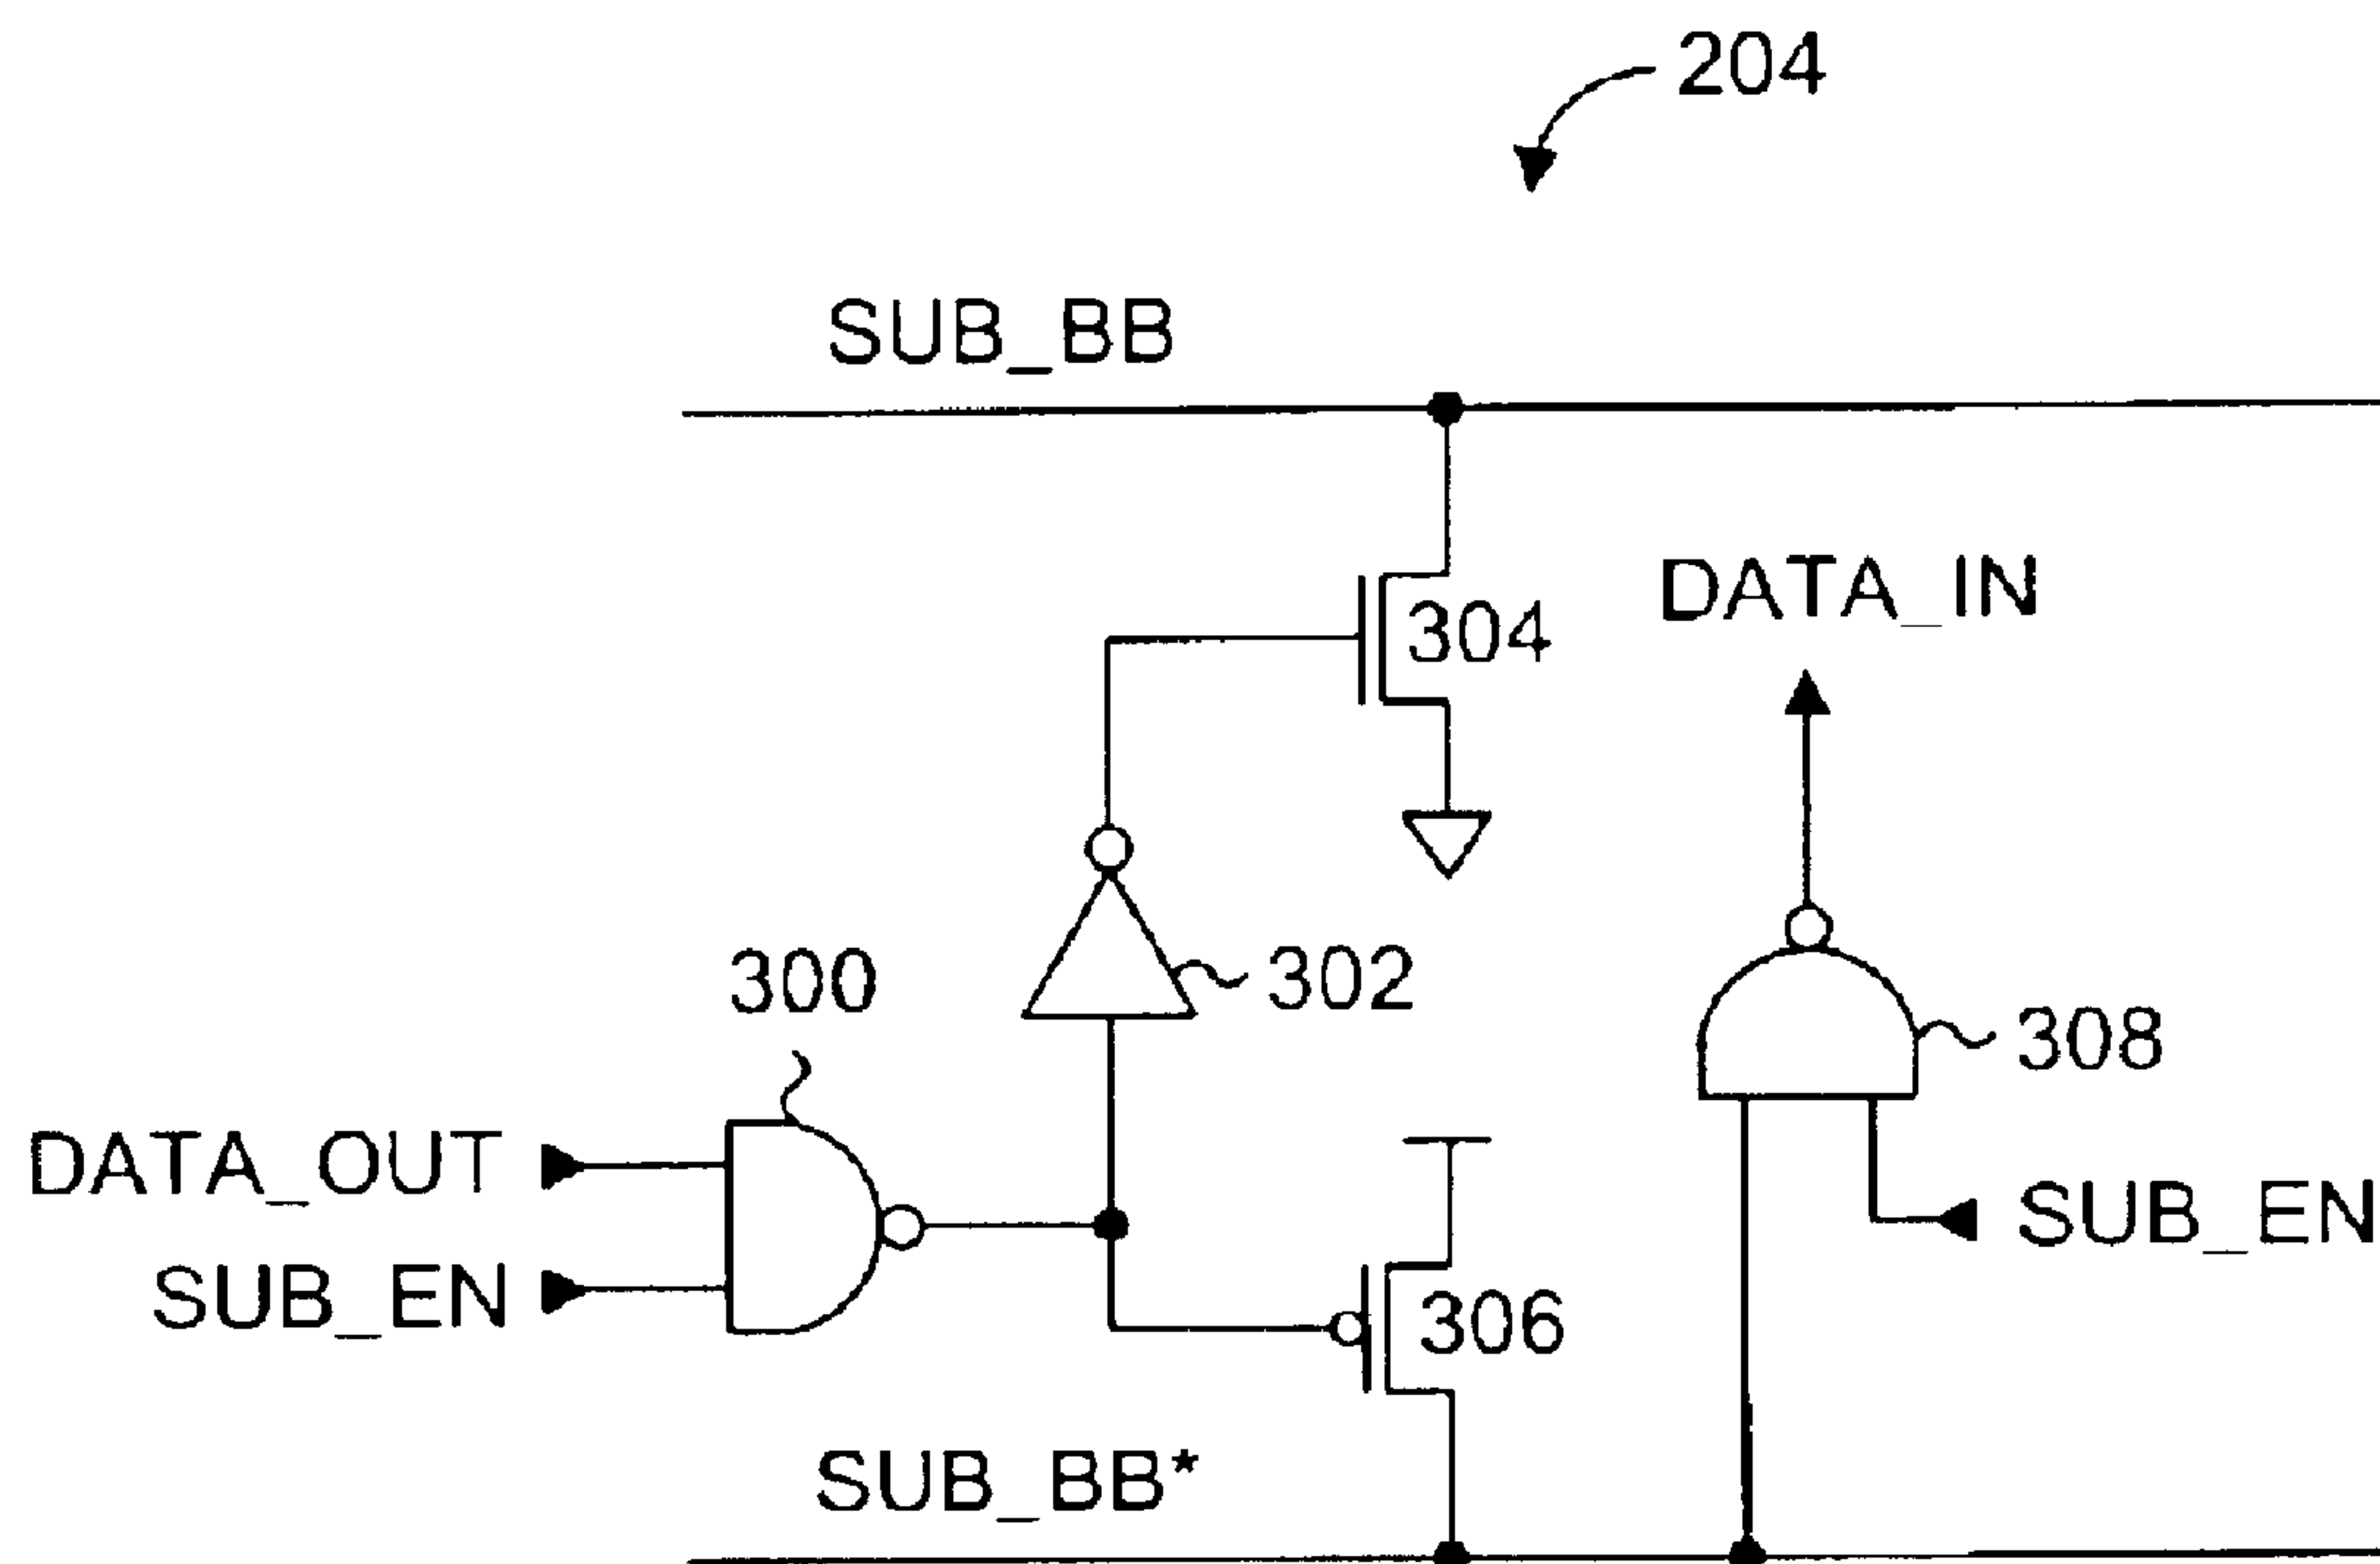 204
SUB_BB
304
DATA_IN
300
302
308
DATA_OUT
SUB_EN
SUB_EN
306
SUB_BB*